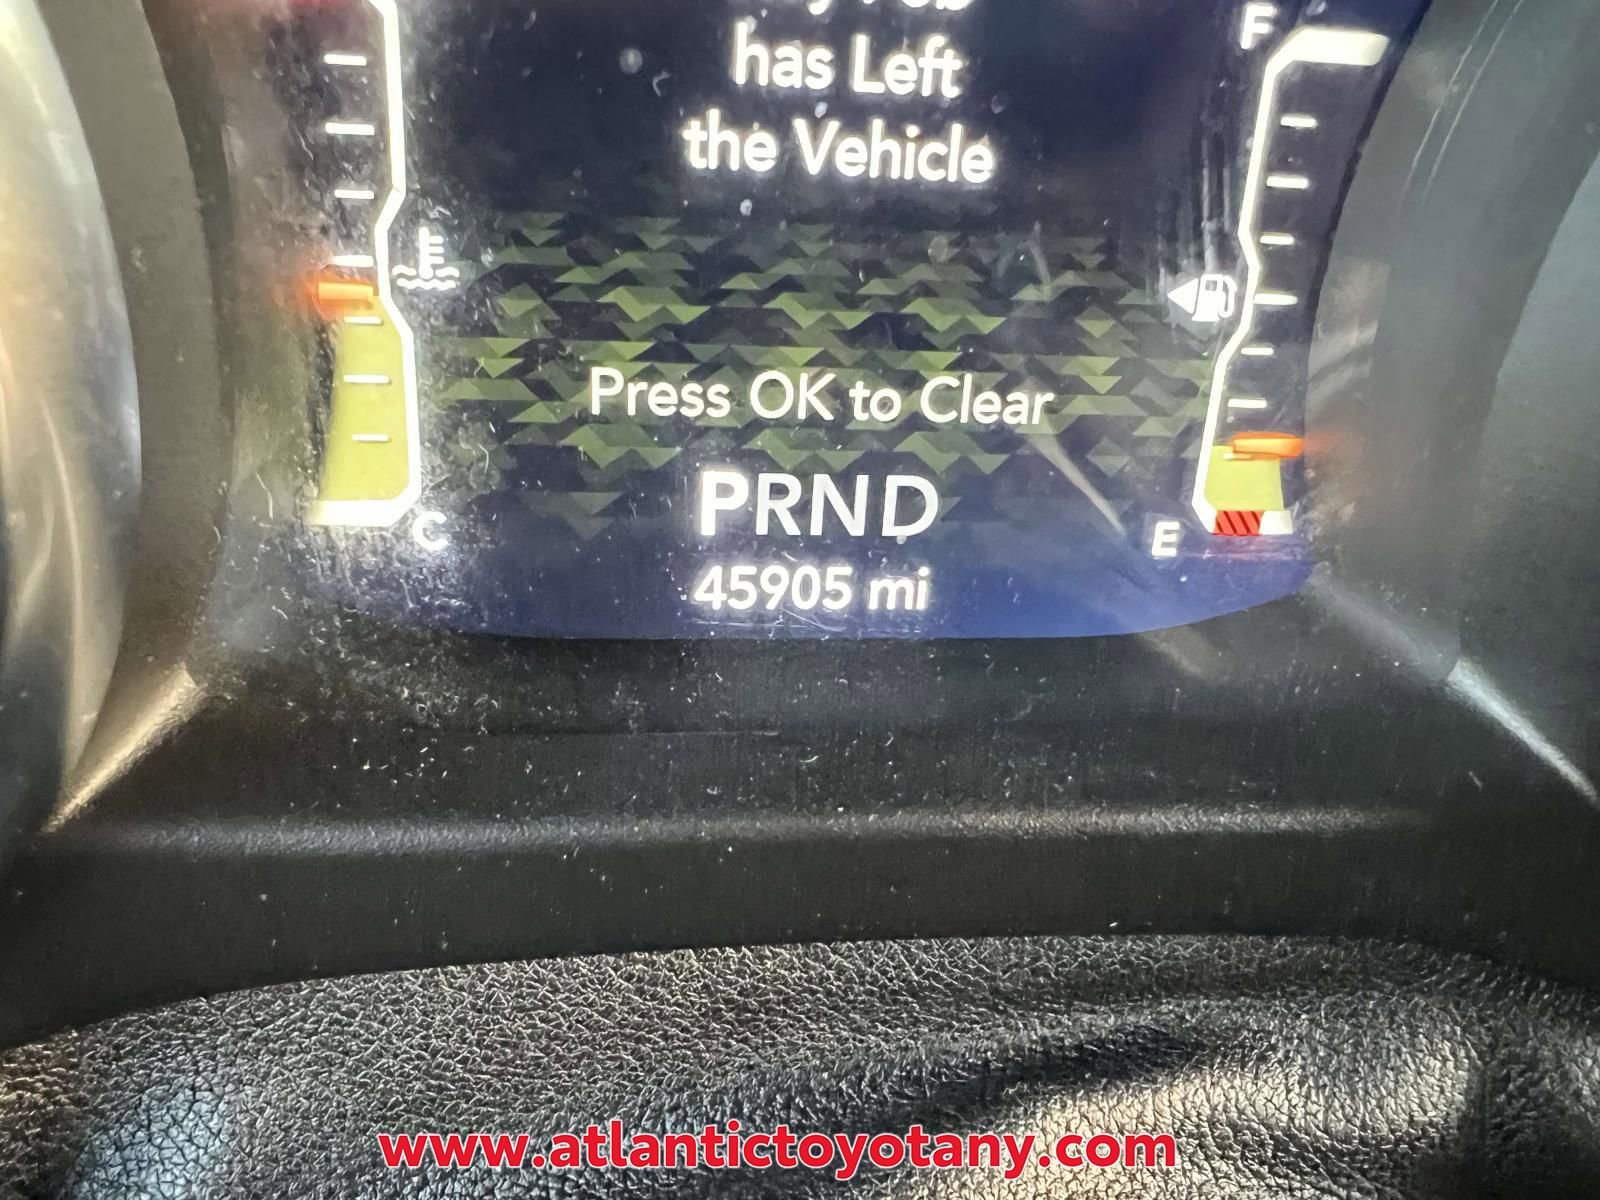 F
has Left
the Vehicle
Press OK to Clear
PRND
C
E
45905 mi
www.atlantictoyotany.com